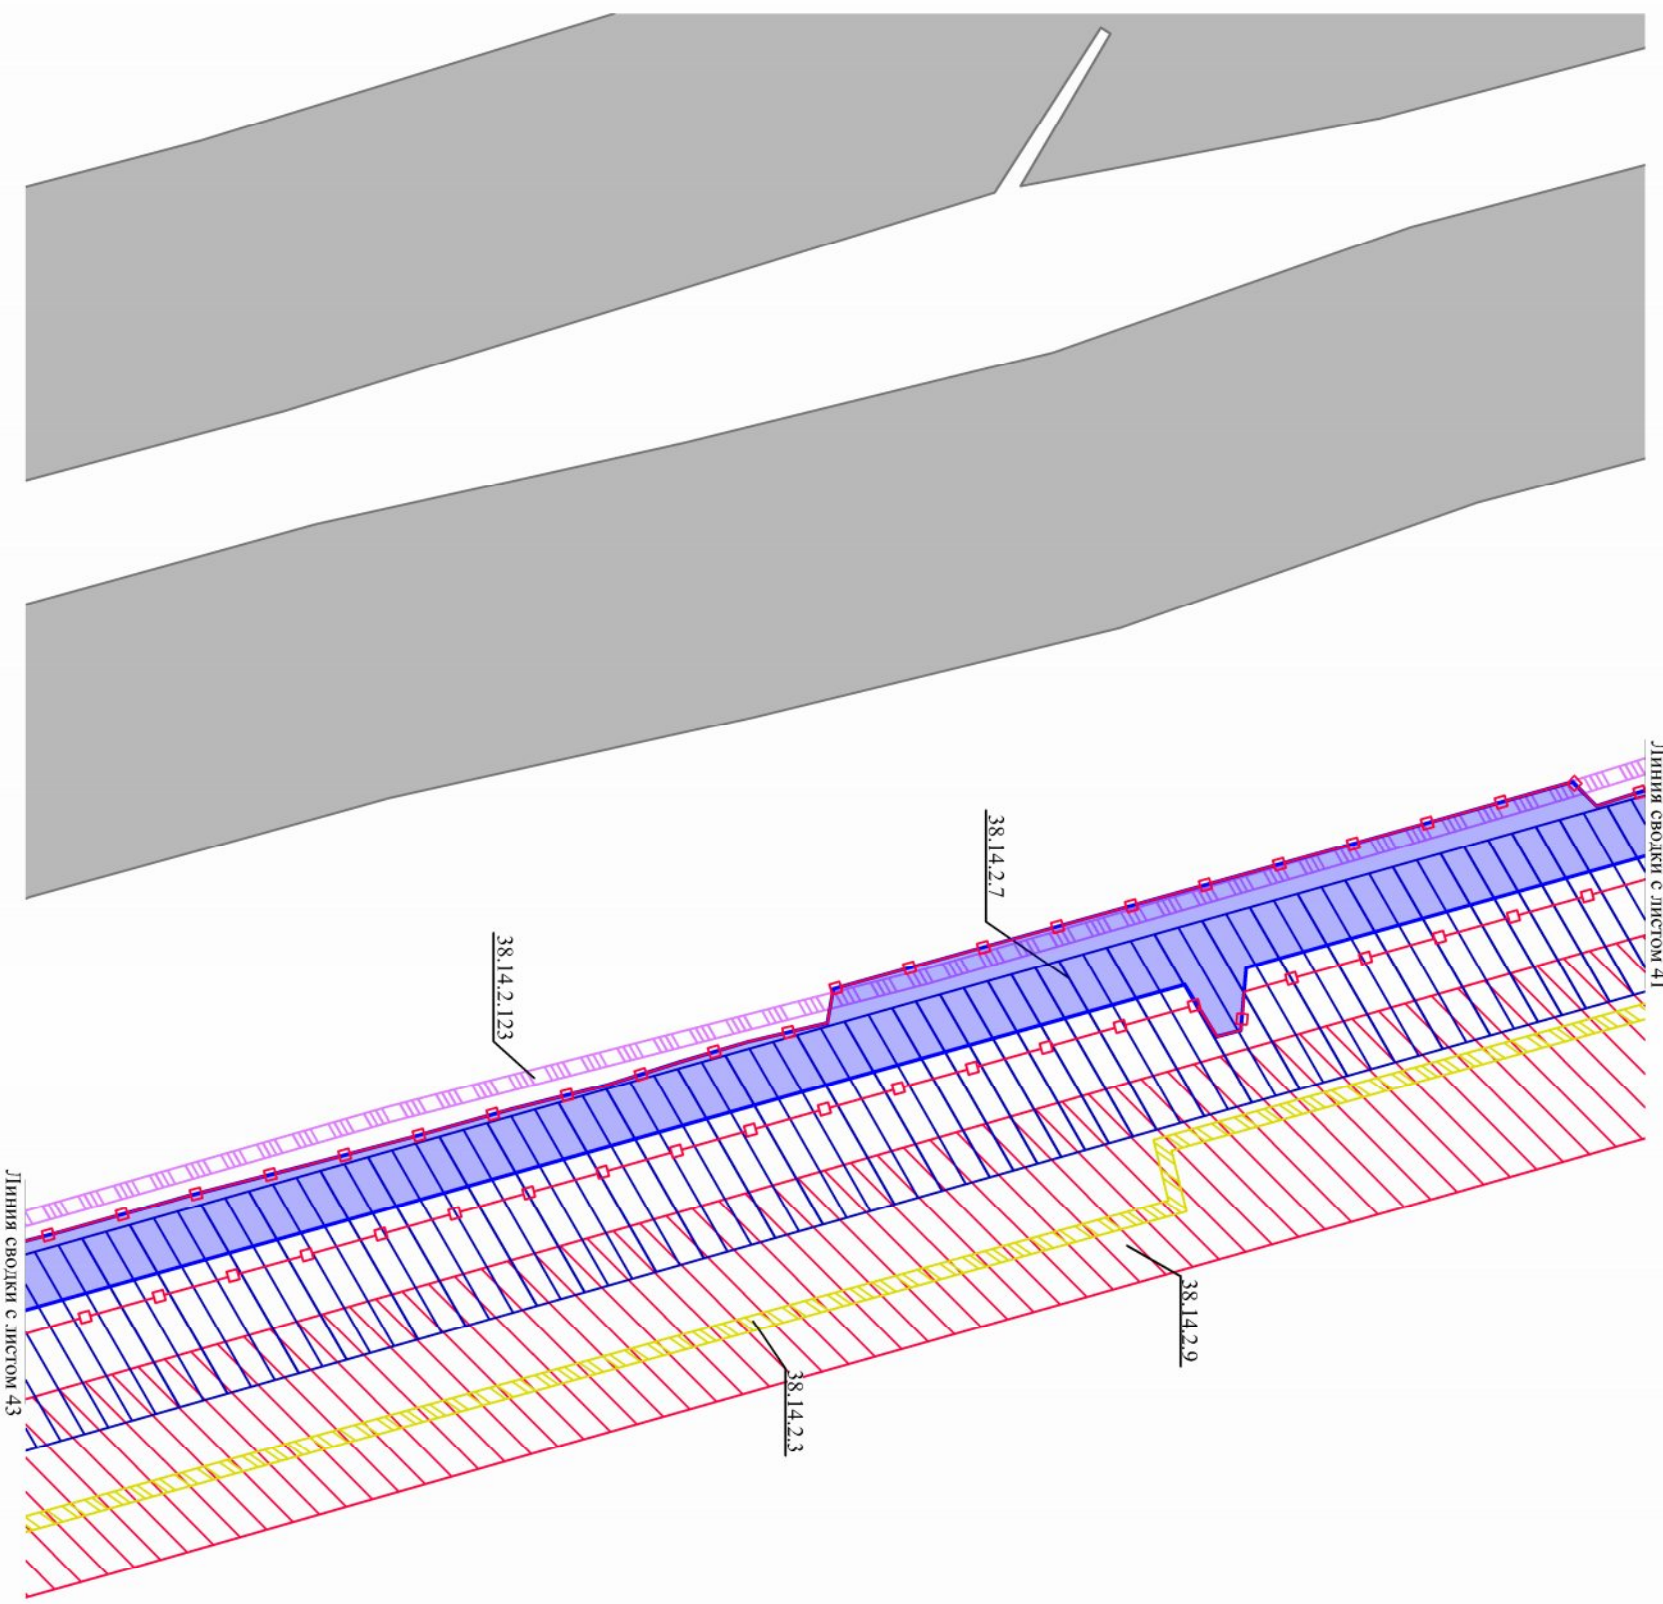 Линия сводки с листом 41
38.14.2.7
38.14.2.123
38.14.2.9
38.14.2.3
Линия сводки с листом 43